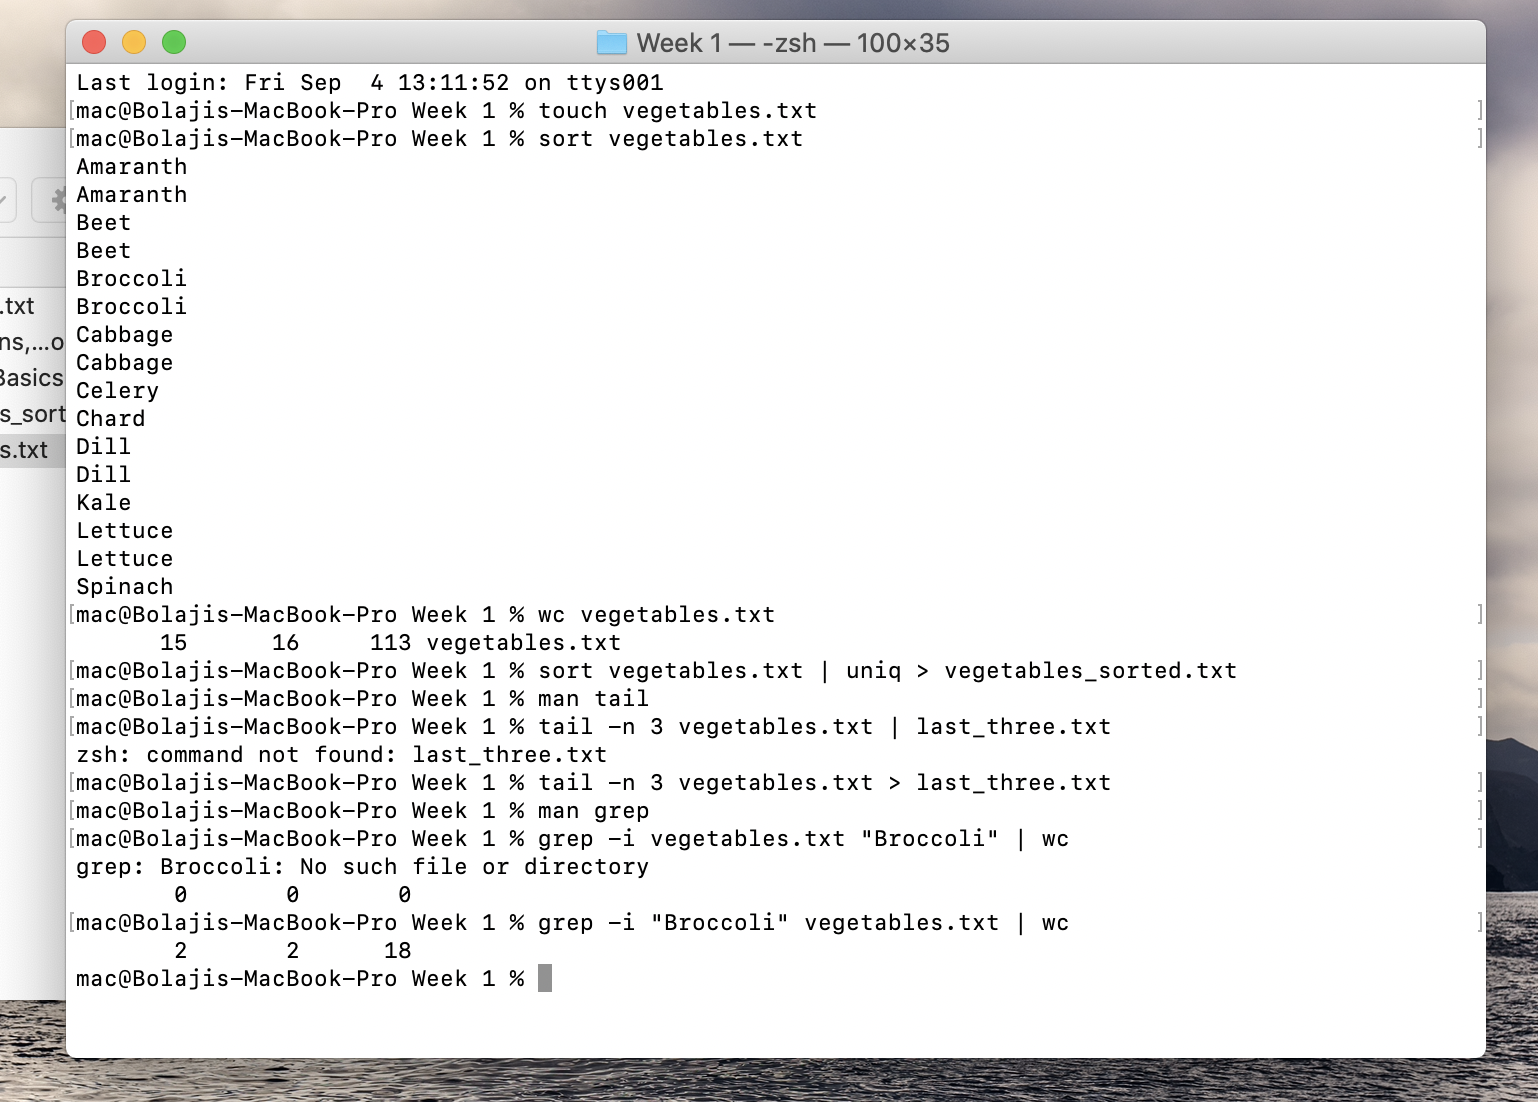 Week 1 — -zsh — 100×35
Last login: Fri Sep  4 13:11:52 on ttys001
[mac@Bolajis-MacBook-Pro Week 1 % touch vegetables.txt ]
[mac@Bolajis-MacBook-Pro Week 1 % sort vegetables.txt ]
Amaranth
Amaranth
Beet
Beet
Broccoli
Broccoli
Cabbage
Cabbage
Celery
Chard
Dill
Dill
Kale
Lettuce
Lettuce
Spinach
[mac@Bolajis-MacBook-Pro Week 1 % wc vegetables.txt ]
      15      16     113 vegetables.txt
[mac@Bolajis-MacBook-Pro Week 1 % sort vegetables.txt | uniq > vegetables_sorted.txt ]
[mac@Bolajis-MacBook-Pro Week 1 % man tail ]
[mac@Bolajis-MacBook-Pro Week 1 % tail -n 3 vegetables.txt | last_three.txt ]
zsh: command not found: last_three.txt
[mac@Bolajis-MacBook-Pro Week 1 % tail -n 3 vegetables.txt > last_three.txt ]
[mac@Bolajis-MacBook-Pro Week 1 % man grep ]
[mac@Bolajis-MacBook-Pro Week 1 % grep -i vegetables.txt "Broccoli" | wc ]
grep: Broccoli: No such file or directory
       0       0       0
[mac@Bolajis-MacBook-Pro Week 1 % grep -i "Broccoli" vegetables.txt | wc ]
       2       2      18
mac@Bolajis-MacBook-Pro Week 1 %
.txt
ns,...o
Basics
s_sort
s.txt